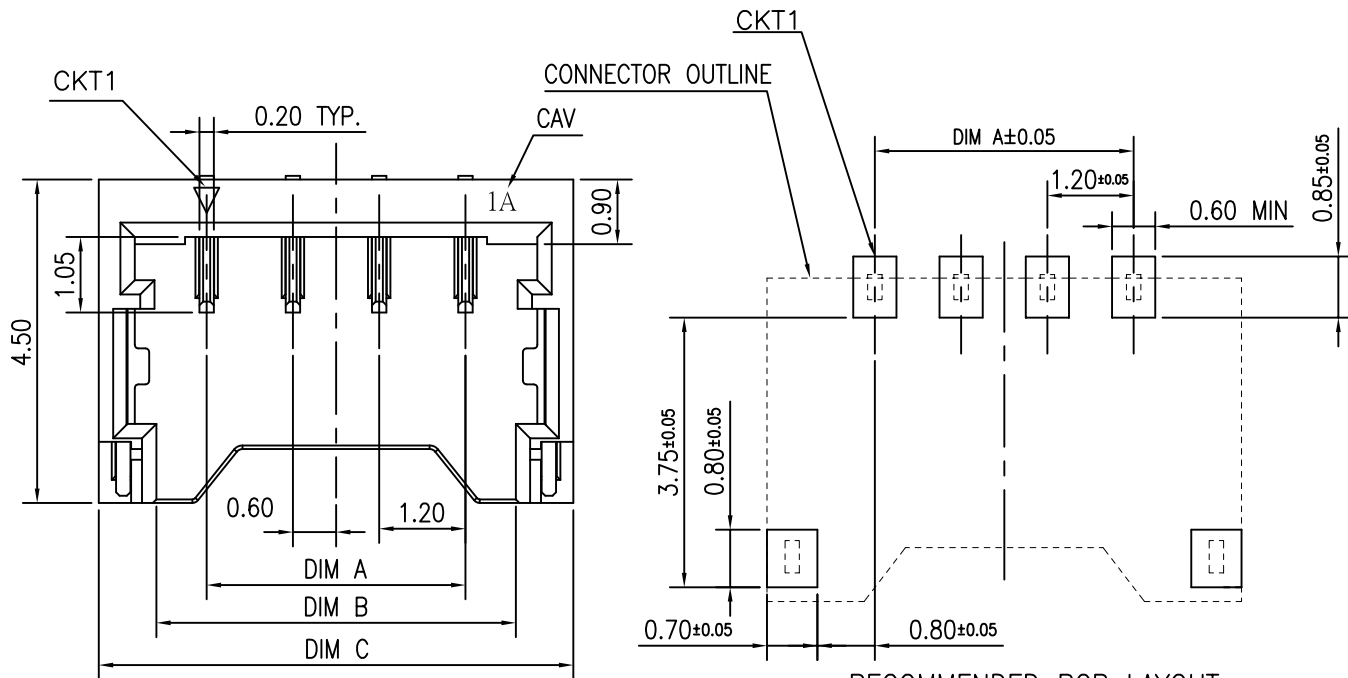 CKT1
0.20 TYP.
CAV
1A
0.90
1.05
4.50
0.60
1.20
DIM A
DIM B
DIM C
CKT1
CONNECTOR OUTLINE
DIM A±0.05
1.20±0.05
0.60 MIN
0.85±0.05
3.75±0.05
0.80±0.05
0.70±0.05
0.80±0.05
RECOMMENDED PCB LAYOUT